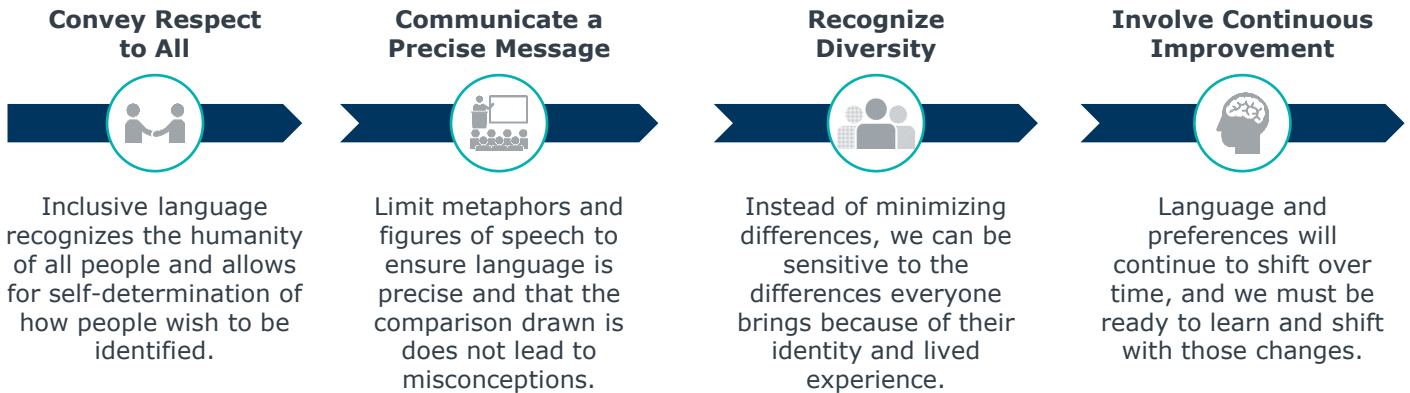 Convey Respect
to All
Inclusive language
recognizes the humanity
of all people and allows
for self-determination of
how people wish to be
identified.
Communicate a
Precise Message
Limit metaphors and
figures of speech to
ensure language is
precise and that the
comparison drawn is
does not lead to
misconceptions.
Recognize
Diversity
Instead of minimizing
differences, we can be
sensitive to the
differences everyone
brings because of their
identity and lived
experience.
Involve Continuous
Improvement
Language and
preferences will
continue to shift over
time, and we must be
ready to learn and shift
with those changes.